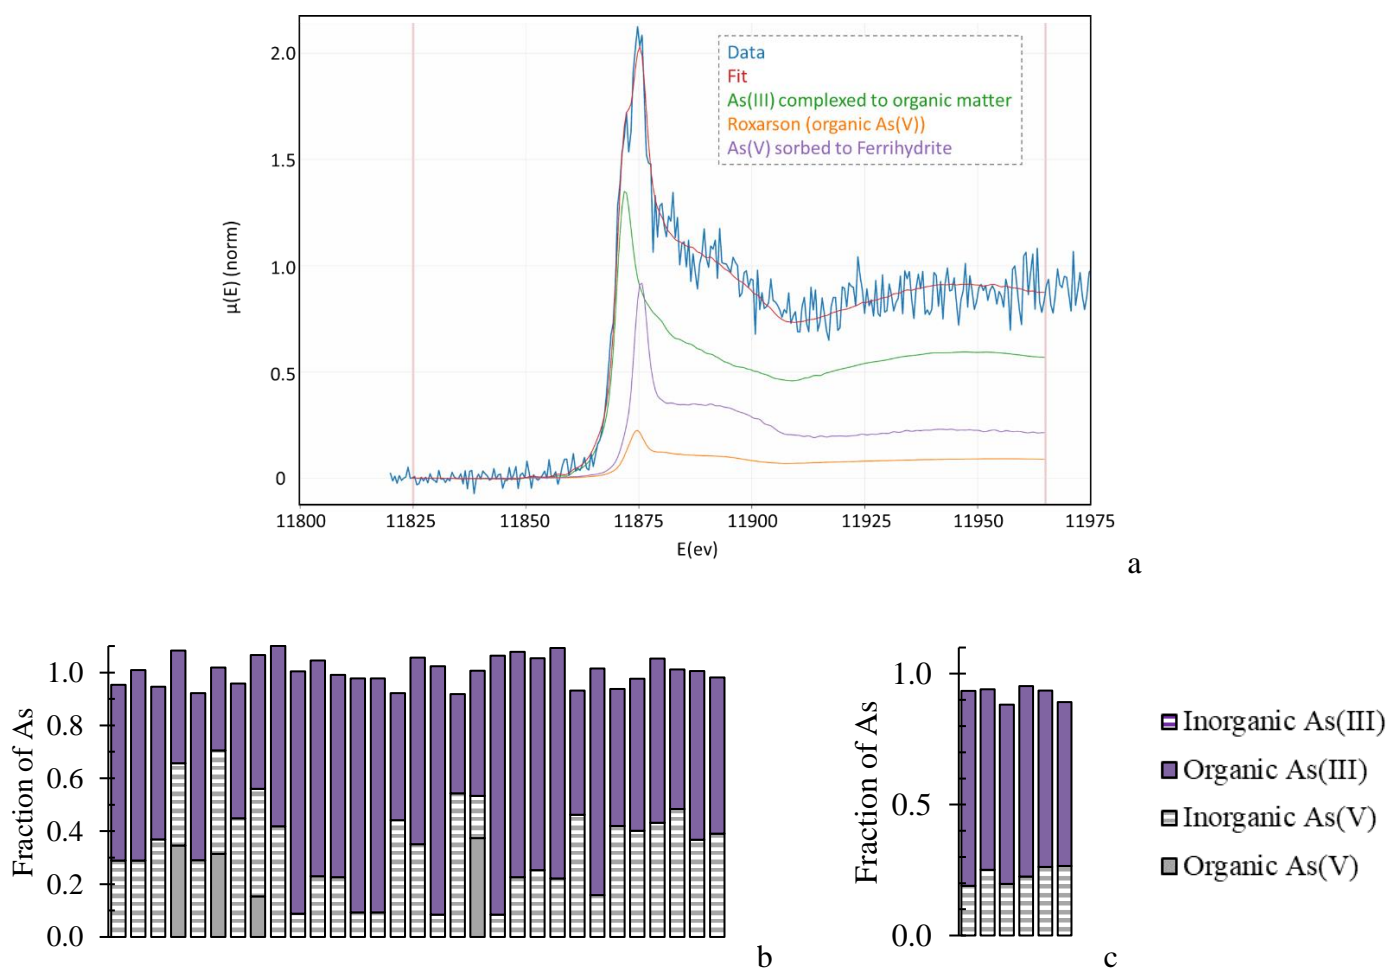 2.0
1.5
1.0
0.5
0
μ(E) (norm)
Data
Fit
As(III) complexed to organic matter
Roxarson (organic As(V))
As(V) sorbed to Ferrihydrite
11800 11825 11850 11875 11900 11925 11950 11975
E(ev)
a
Fraction of As
1.0
0.8
0.6
0.4
0.2
0.0
b
Fraction of As
1.0
0.5
0.0
c
Inorganic As(III)
Organic As(III)
Inorganic As(V)
Organic As(V)